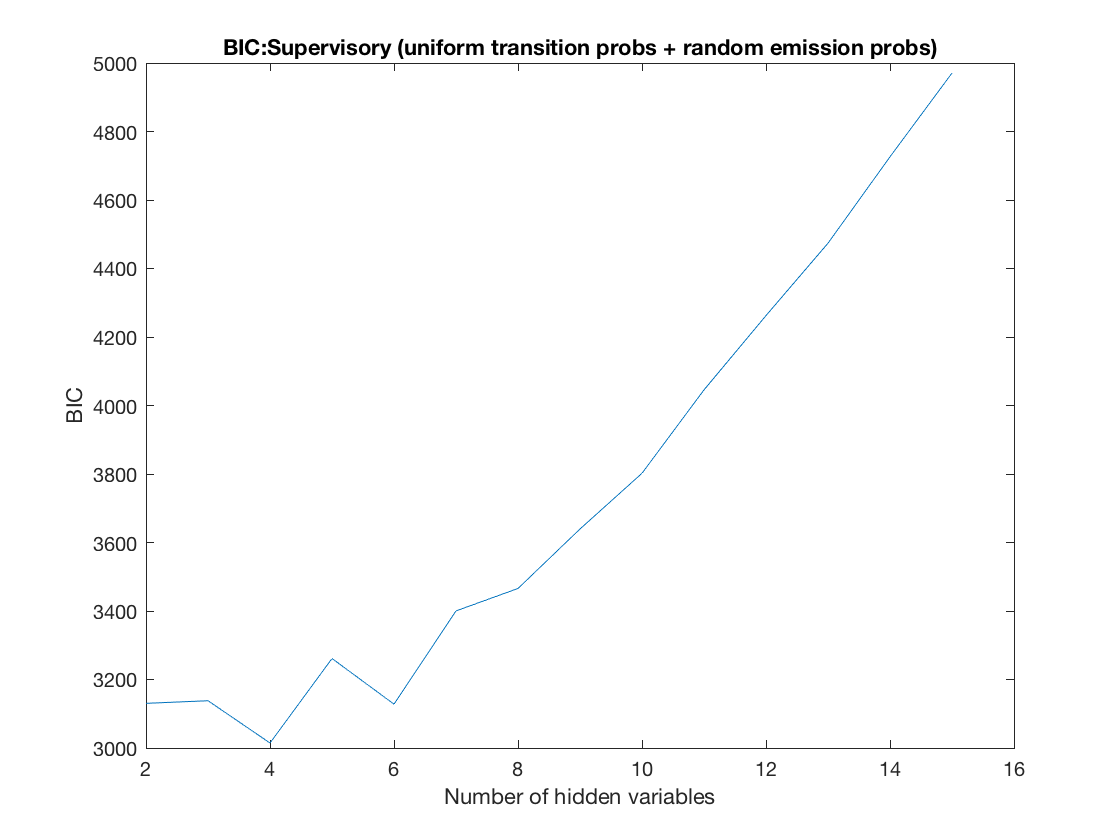 BIC:Supervisory (uniform transition probs + random emission probs)
5000
4800
4600
4400
4200
4000
3800
3600
3400
3200
3000
BIC
2 4 6 8 10 12 14 16
Number of hidden variables